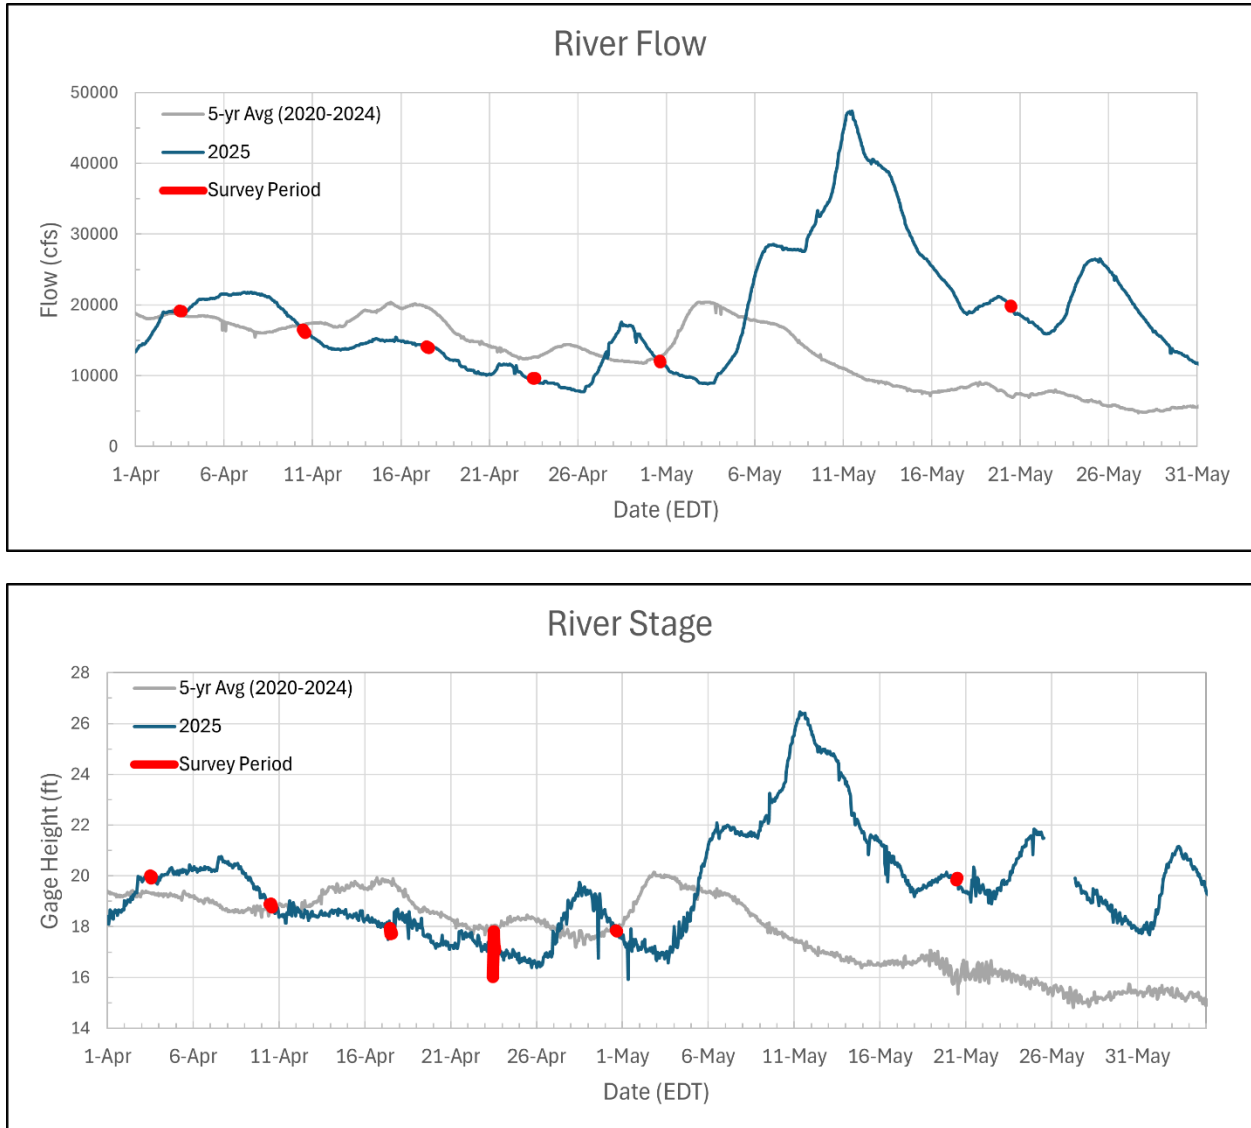 River Flow
50000
40000
30000
20000
10000
0
Flow (cfs)
5-yr Avg (2020-2024)
2025
Survey Period
1-Apr 6-Apr 11-Apr 16-Apr 21-Apr 26-Apr 1-May 6-May 11-May 16-May 21-May 26-May 31-May
Date (EDT)
River Stage
28
26
24
22
20
18
16
14
Gage Height (ft)
5-yr Avg (2020-2024)
2025
Survey Period
1-Apr 6-Apr 11-Apr 16-Apr 21-Apr 26-Apr 1-May 6-May 11-May 16-May 21-May 26-May 31-May
Date (EDT)